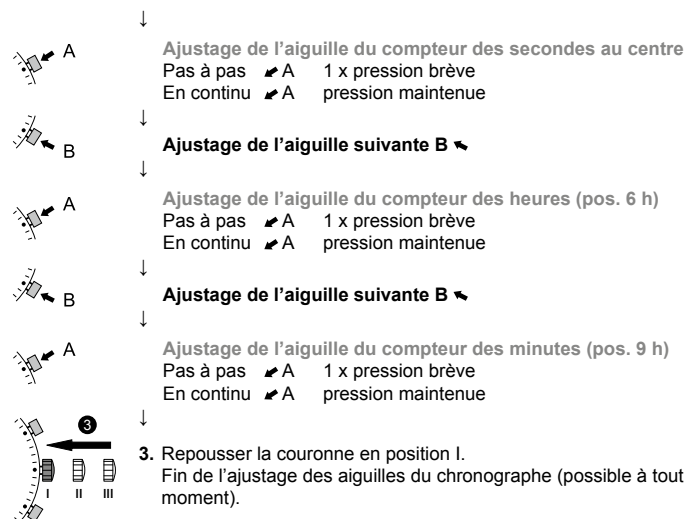 ↓
A
Ajustage de l’aiguille du compteur des secondes au centre
Pas à pas A 1 x pression brève
En continu A pression maintenue
↓
B
Ajustage de l’aiguille suivante B
↓
A
Ajustage de l’aiguille du compteur des heures (pos. 6 h)
Pas à pas A 1 x pression brève
En continu A pression maintenue
↓
B
Ajustage de l’aiguille suivante B
↓
A
Ajustage de l’aiguille du compteur des minutes (pos. 9 h)
Pas à pas A 1 x pression brève
En continu A pression maintenue
↓
3
I II III
3. Repousser la couronne en position I.
Fin de l’ajustage des aiguilles du chronographe (possible à tout
moment).